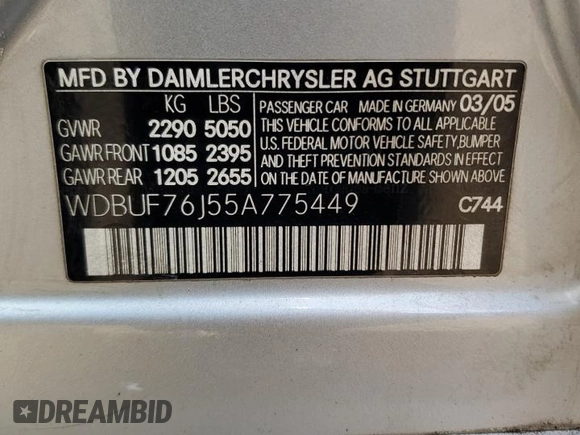 MFD BY DAIMLERCHRYSLER AG STUTTGART
KG LBS
GVWR 2290 5050
GAWR FRONT 1085 2395
GAWR REAR 1205 2655
PASSENGER CAR MADE IN GERMANY 03/05
THIS VEHICLE CONFORMS TO ALL APPLICABLE
U.S. FEDERAL MOTOR VEHICLE SAFETY,BUMPER
AND THEFT PREVENTION STANDARDS IN EFFECT
ON THE DATE OF MANUFACTURE SHOWN ABOVE.
WDBUF76J55A775449 C744
DREAMBID